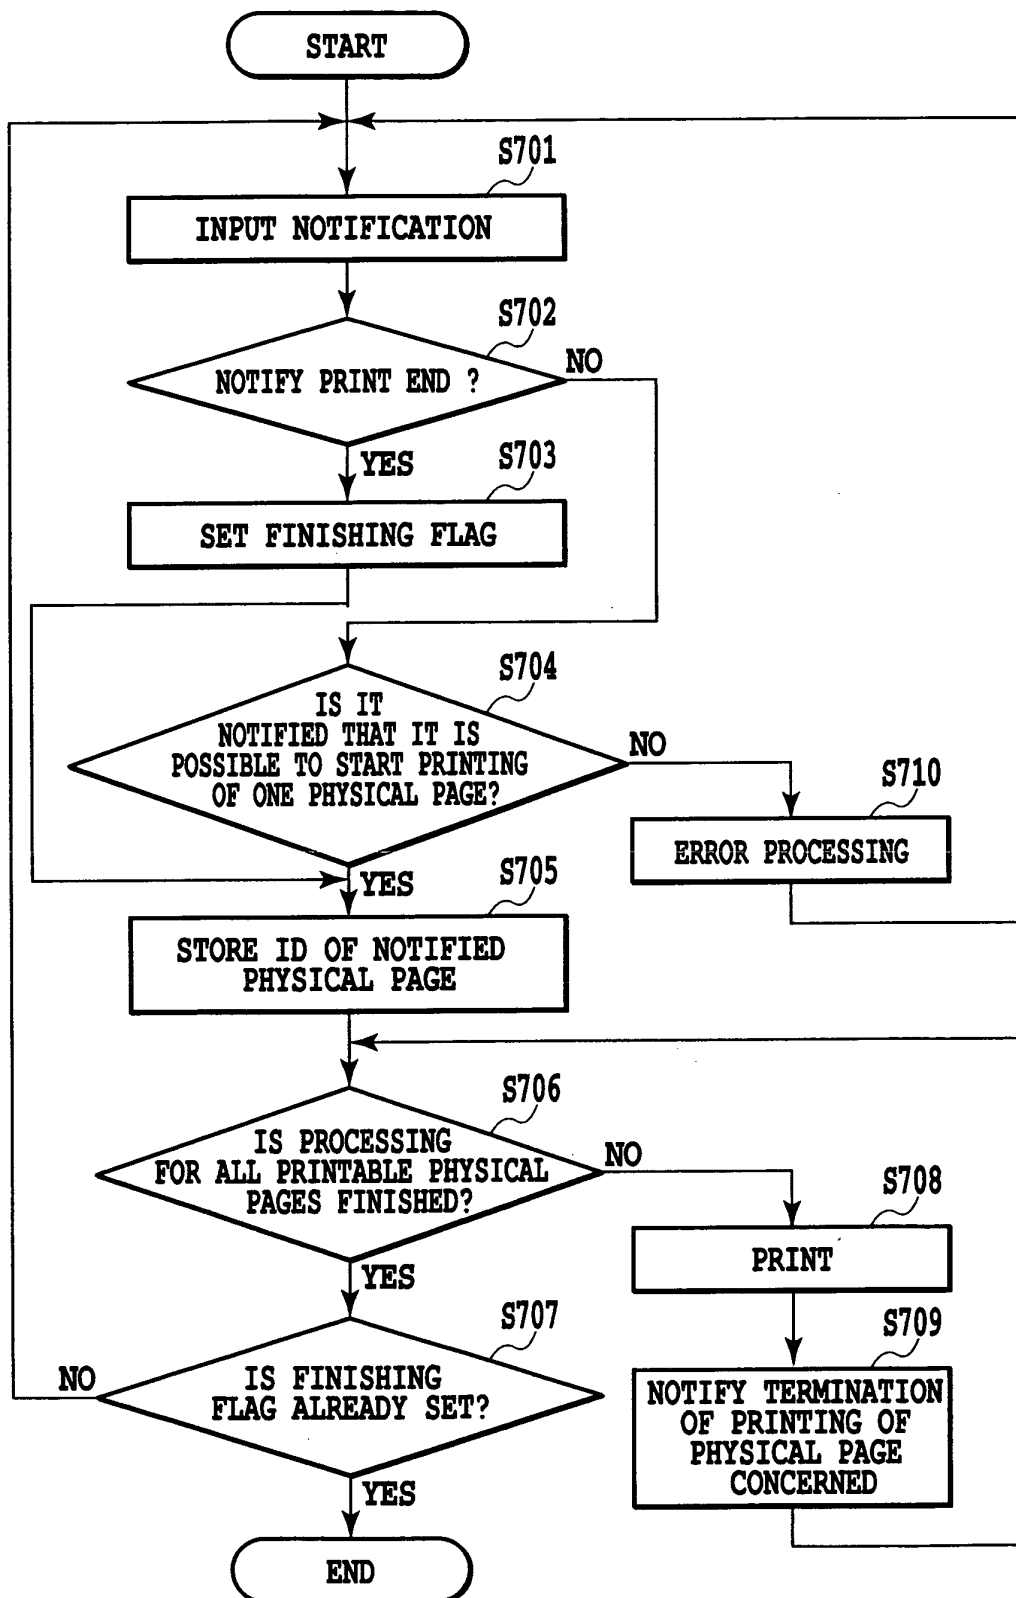 START
S701
INPUT NOTIFICATION
S702
NOTIFY PRINT END ?
NO
YES
S703
SET FINISHING FLAG
S704
IS IT
NOTIFIED THAT IT IS
POSSIBLE TO START PRINTING
OF ONE PHYSICAL PAGE?
NO
S710
ERROR PROCESSING
YES
S705
STORE ID OF NOTIFIED
PHYSICAL PAGE
S706
IS PROCESSING
FOR ALL PRINTABLE PHYSICAL
PAGES FINISHED?
NO
S708
PRINT
YES
S707
S709
NO
IS FINISHING
FLAG ALREADY SET?
NOTIFY TERMINATION
OF PRINTING OF
PHYSICAL PAGE
CONCERNED
YES
END